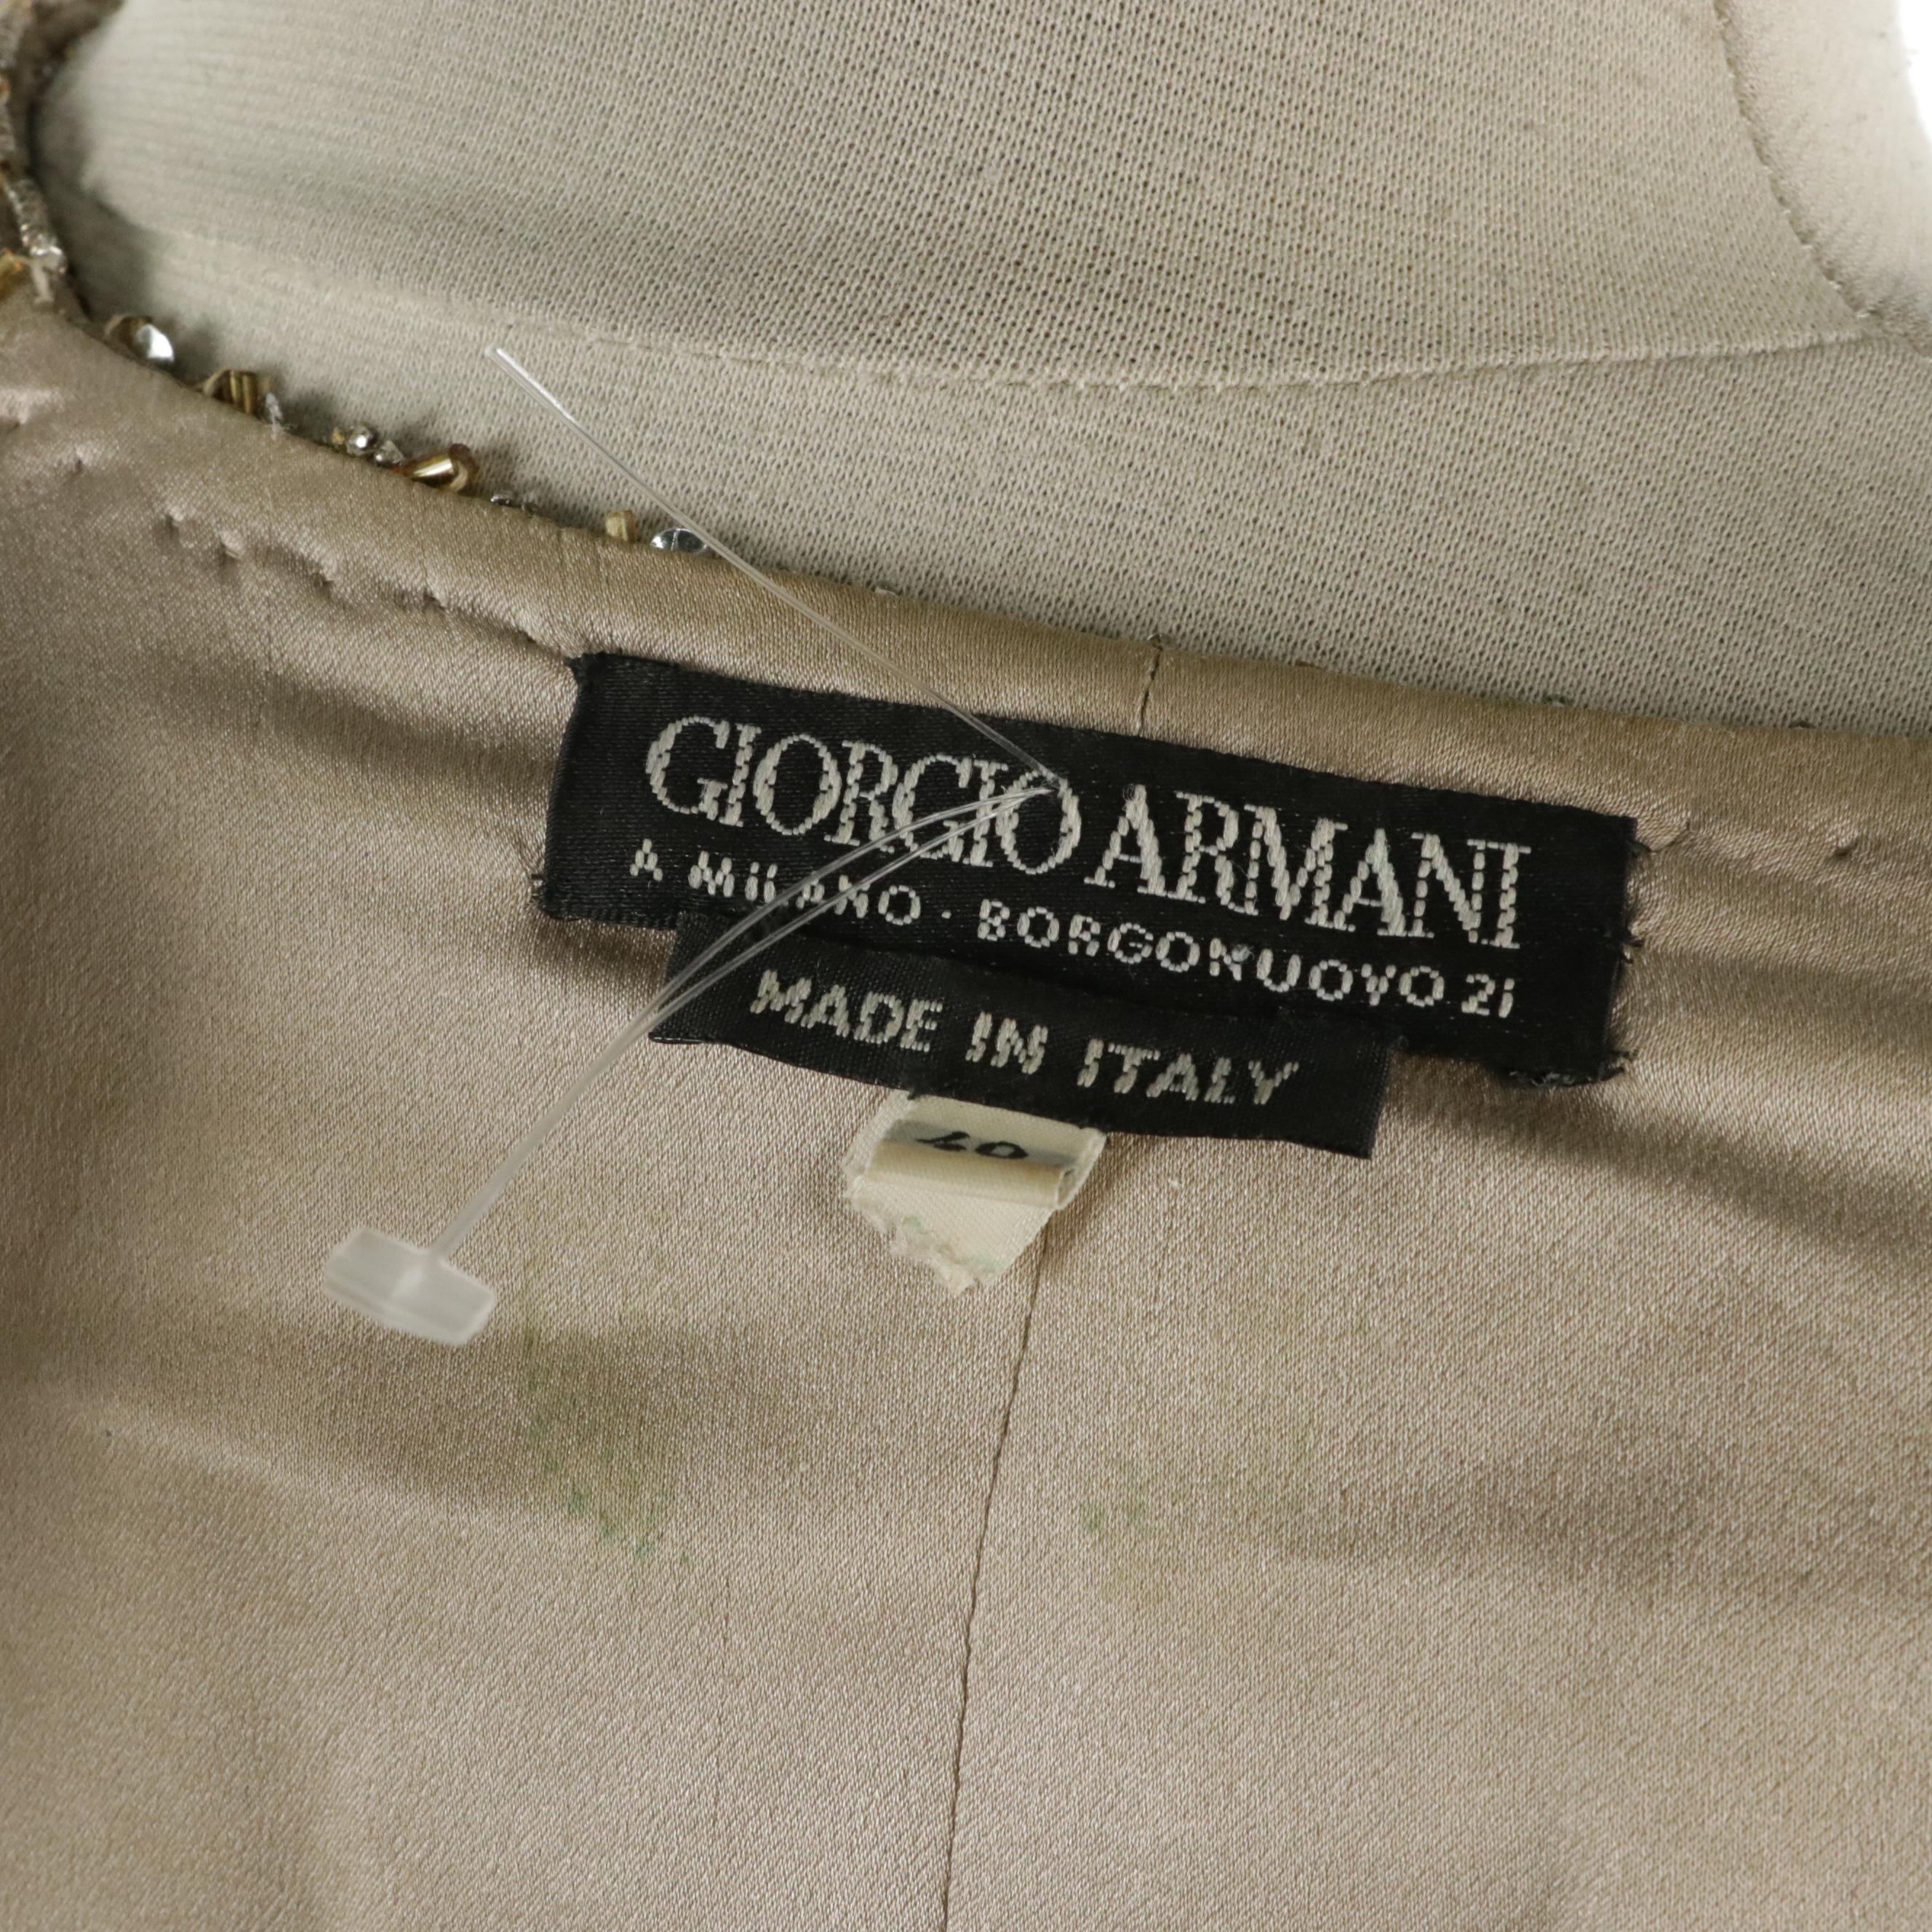 GIORGIO ARMANI
A MILANO · BORGONUOVO 21
MADE IN ITALY
40